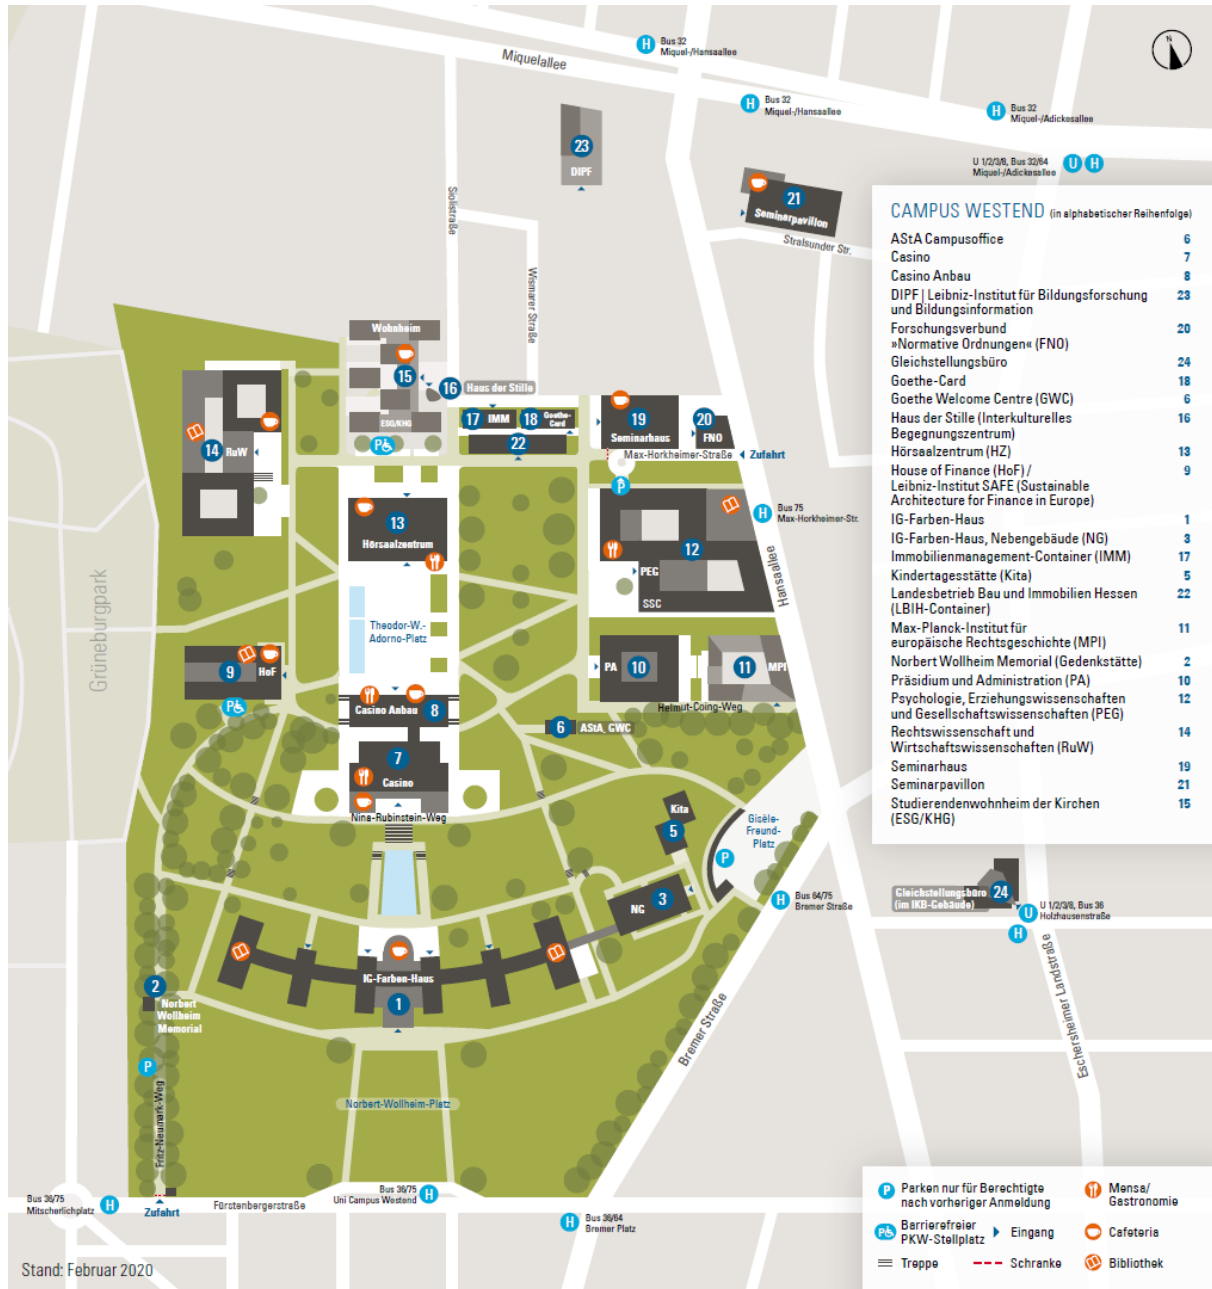 Bus 32
Miquel-/Hansaallee
Miquelallee
N
Bus 32
Miquel-/Hansaallee
Bus 32
Miquel-/Adickesallee
H
H
H
U 1/2/3/8, Bus 32/64
Miquel-/Adickesallee
U H
23
DIPF
21
Seminarpavillon
Stralsunder Str.
Siolistraße
Wismarer Straße
CAMPUS WESTEND (in alphabetischer Reihenfolge)
AStA Campusoffice 6
Casino 7
Casino Anbau 8
DIPF | Leibniz-Institut für Bildungsforschung 23
und Bildungsinformation
Forschungsverbund 20
»Normative Ordnungen« (FNO)
Gleichstellungsbüro 24
Goethe-Card 18
Goethe Welcome Centre (GWC) 6
Haus der Stille (Interkulturelles 16
Begegnungszentrum)
Hörsaalzentrum (HZ) 13
House of Finance (HoF) / 9
Leibniz-Institut SAFE (Sustainable
Architecture for Finance in Europe)
IG-Farben-Haus 1
IG-Farben-Haus, Nebengebäude (NG) 3
Immobilienmanagement-Container (IMM) 17
Kindertagesstätte (Kita) 5
Landesbetrieb Bau und Immobilien Hessen 22
(LBIH-Container)
Max-Planck-Institut für 11
europäische Rechtsgeschichte (MPI)
Norbert Wollheim Memorial (Gedenkstätte) 2
Präsidium und Administration (PA) 10
Psychologie, Erziehungswissenschaften 12
und Gesellschaftswissenschaften (PEG)
Rechtswissenschaft und 14
Wirtschaftswissenschaften (RuW)
Seminarhaus 19
Seminarpavillon 21
Studierendenwohnheim der Kirchen 15
(ESG/KHG)
Wohnheim
15
16 Haus der Stille
ESG/KHG
P
17 IMM
18 Goethe-
Card
22
19
Seminarhaus
20
FNO
Max-Horkheimer-Straße
Zufahrt
14 RuW
P
H
Bus 75
Max-Horkheimer-Str.
13
Hörsaalzentrum
12
PEG
SSC
Hansaallee
Grüneburgpark
Theodor-W.-
Adorno-Platz
9
HoF
P
PA 10
11 MPI
Helmut-Coing-Weg
Casino Anbau 8
6 AStA, GWC
7
Casino
Nina-Rubinstein-Weg
Kita
5
Gisèle-
Freund-
Platz
P
3
NG
H
Bus 64/75
Bremer Straße
Gleichstellungsbüro
(im IKB-Gebäude)
24
U
H
U 1/2/3/8, Bus 36
Holzhausenstraße
IG-Farben-Haus
1
2
Norbert
Wollheim
Memorial
P
Fritz-Neumark-Weg
Bremer Straße
Eschersheimer Landstraße
Norbert-Wollheim-Platz
Bus 36/75
Mitscherlichplatz
H
Zufahrt
Fürstenbergerstraße
Bus 36/75
Uni Campus Westend
H
H
Bus 36/64
Bremer Platz
P Parken nur für Berechtigte
nach vorheriger Anmeldung
Mensa/
Gastronomie
P Barrierefreier
PKW-Stellplatz
Eingang
Cafeteria
Treppe
Schranke
Bibliothek
Stand: Februar 2020